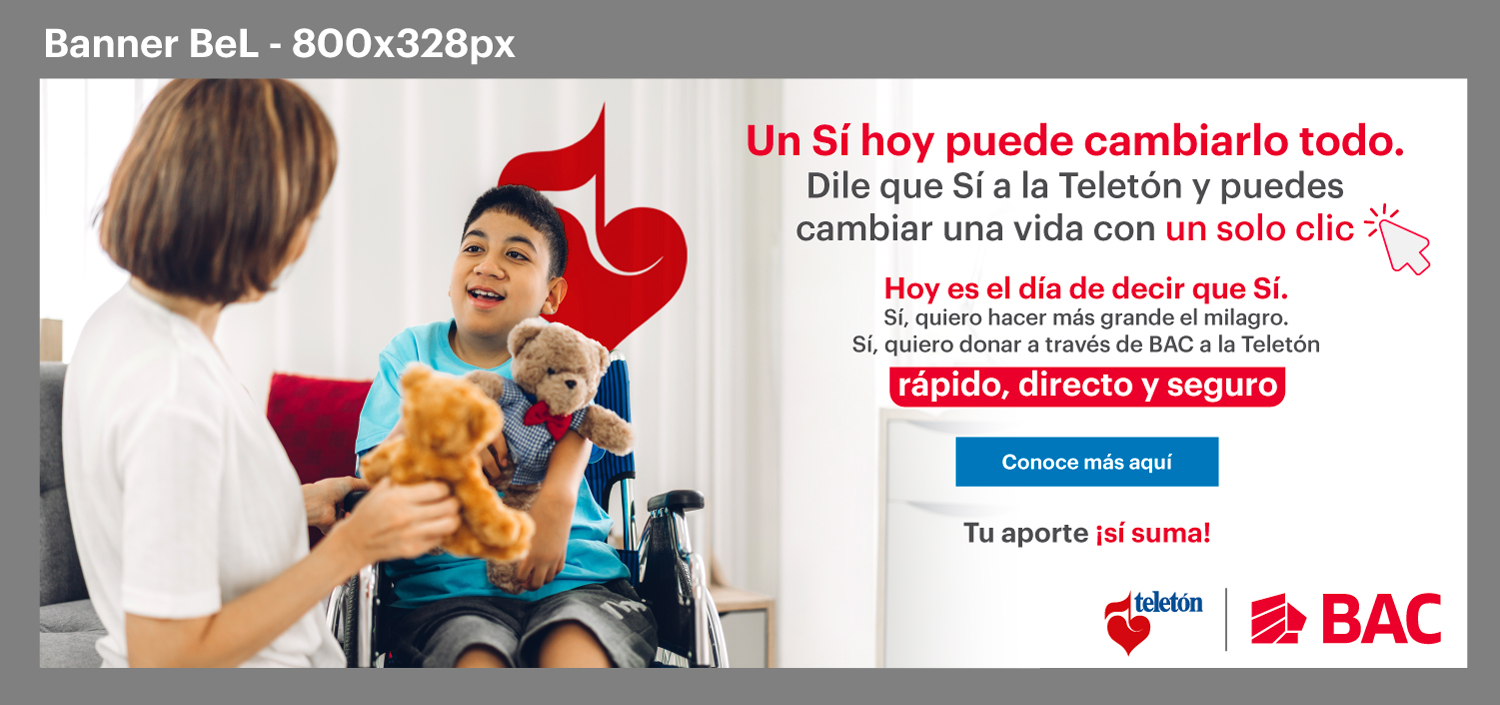 Banner BeL - 800x328px
Un Sí hoy puede cambiarlo todo.
Dile que Sí a la Teletón y puedes
cambiar una vida con un solo clic
Hoy es el día de decir que Sí.
Sí, quiero hacer más grande el milagro.
Sí, quiero donar a través de BAC a la Teletón
rápido, directo y seguro
Conoce más aquí
Tu aporte ¡sí suma!
teletón
BAC